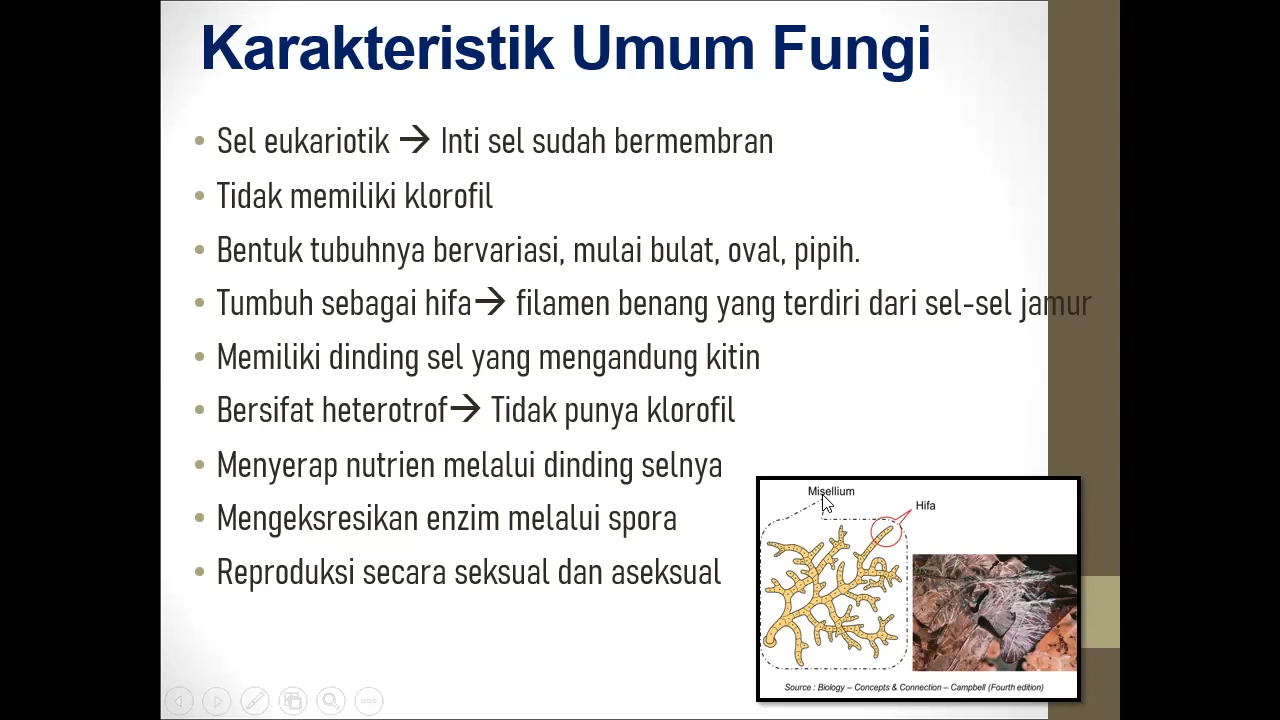 Karakteristik Umum Fungi
• Sel eukariotik → Inti sel sudah bermembran
• Tidak memiliki klorofil
• Bentuk tubuhnya bervariasi, mulai bulat, oval, pipih.
• Tumbuh sebagai hifa→ filamen benang yang terdiri dari sel-sel jamur
• Memiliki dinding sel yang mengandung kitin
• Bersifat heterotrof→ Tidak punya klorofil
• Menyerap nutrien melalui dinding selnya
• Mengeksresikan enzim melalui spora
• Reproduksi secara seksual dan aseksual
Misellium
Hifa
Source : Biology – Concepts & Connection – Campbell (Fourth edition)